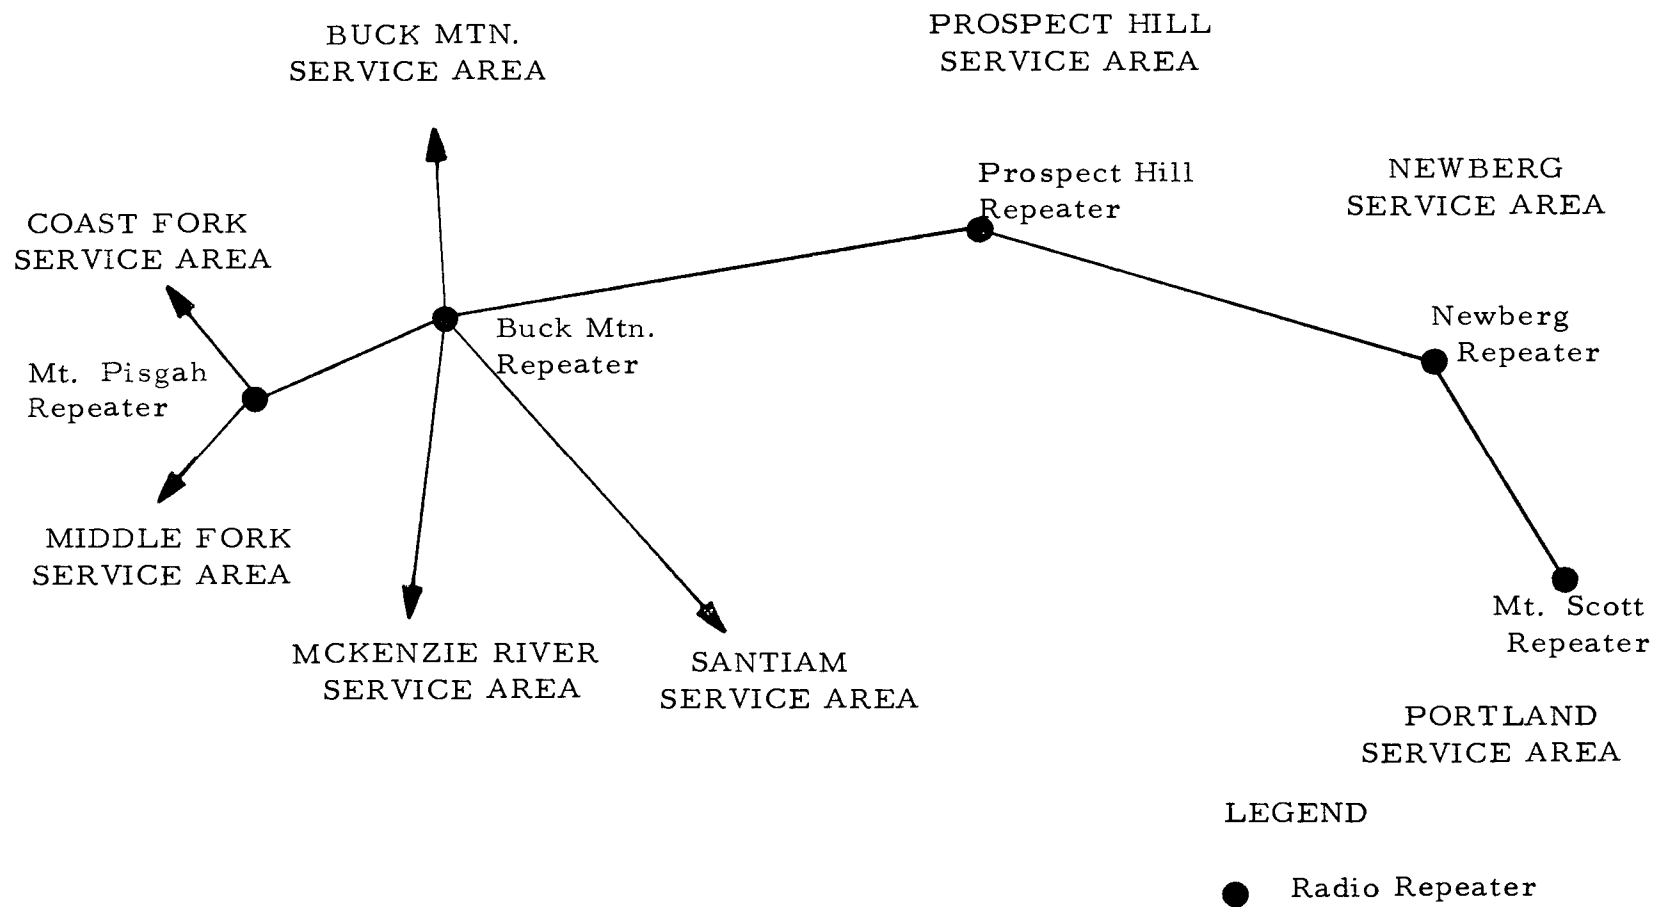 BUCK MTN.
SERVICE AREA
PROSPECT HILL
SERVICE AREA
Prospect Hill
Repeater
NEWBERG
SERVICE AREA
COAST FORK
SERVICE AREA
Mt. Pisgah
Repeater
Buck Mtn.
Repeater
Newberg
Repeater
MIDDLE FORK
SERVICE AREA
MCKENZIE RIVER
SERVICE AREA
SANTIAM
SERVICE AREA
Mt. Scott
Repeater
PORTLAND
SERVICE AREA
LEGEND
Radio Repeater